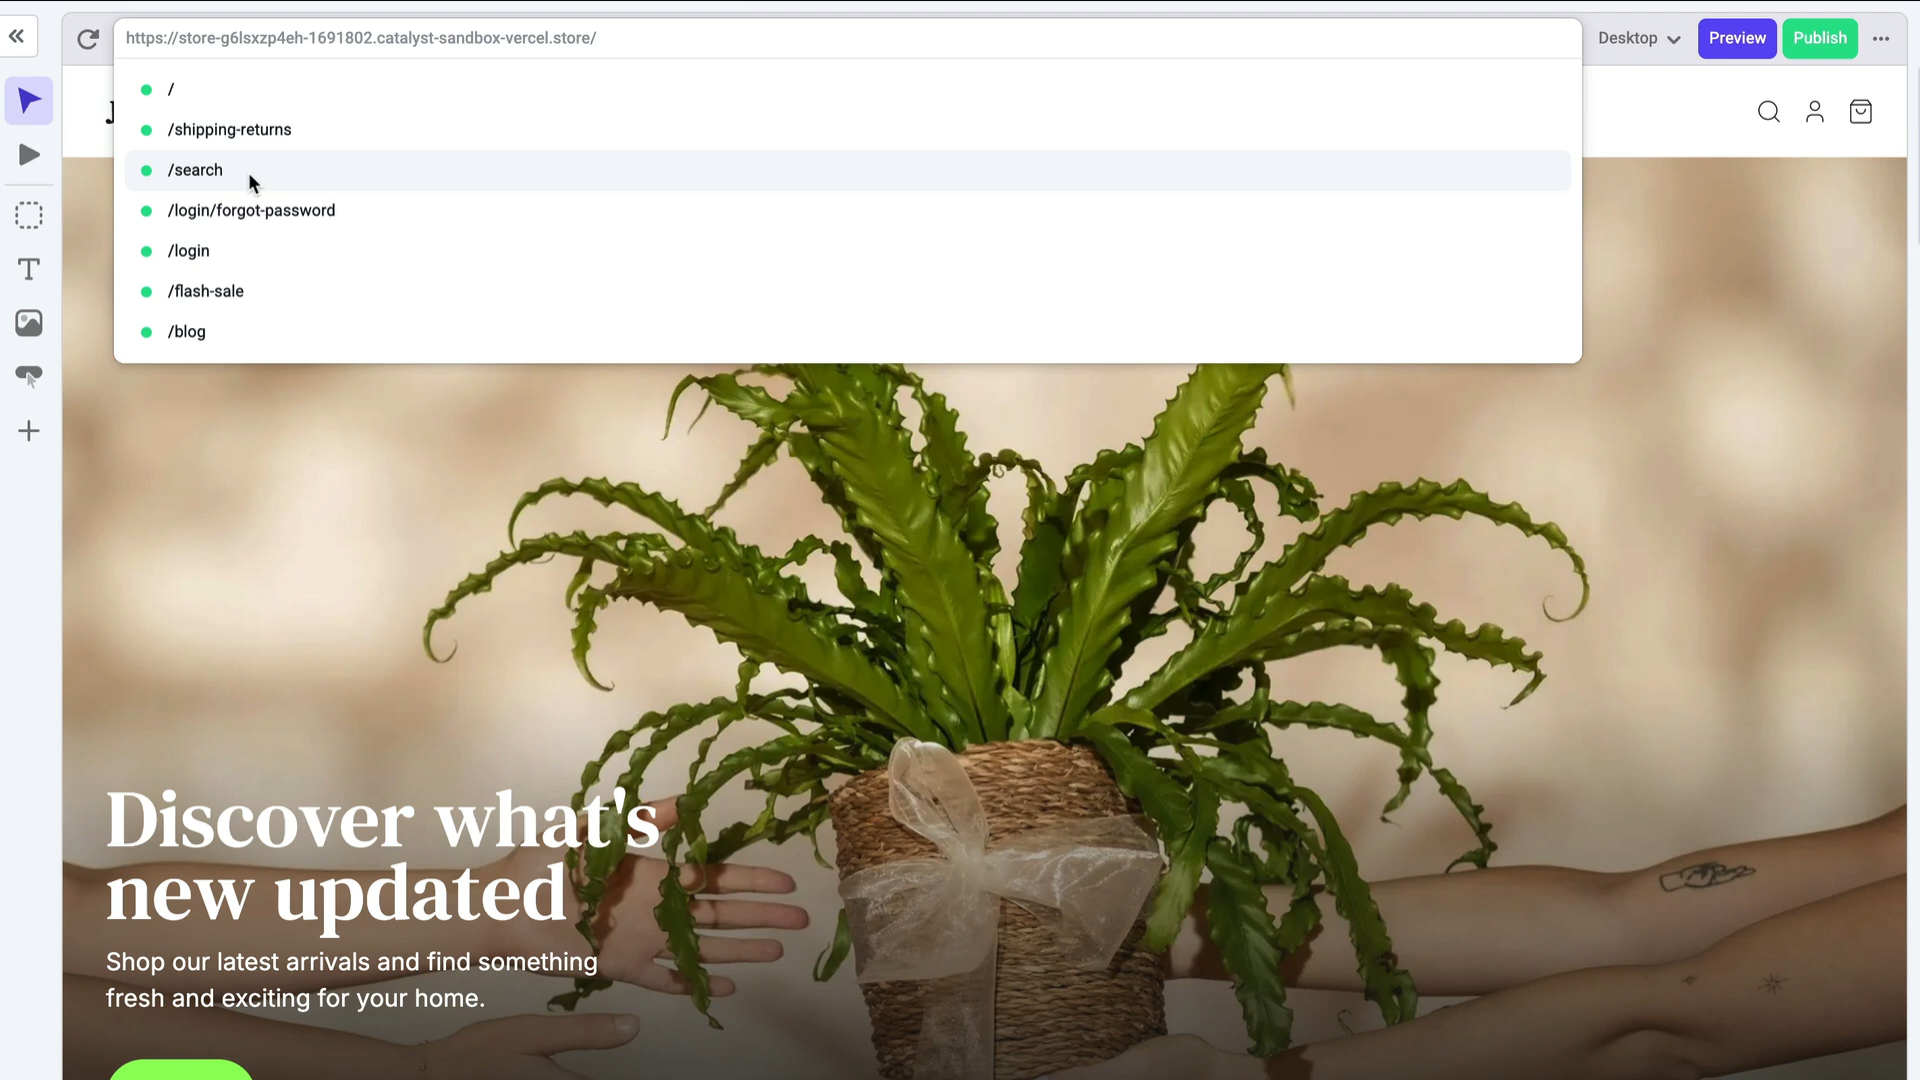 https://store-g6lsxzp4eh-1691802.catalyst-sandbox-vercel.store/
Desktop
Preview
Publish
/
/shipping-returns
/search
/login/forgot-password
/login
/flash-sale
/blog
Discover what's
new updated
Shop our latest arrivals and find something
fresh and exciting for your home.